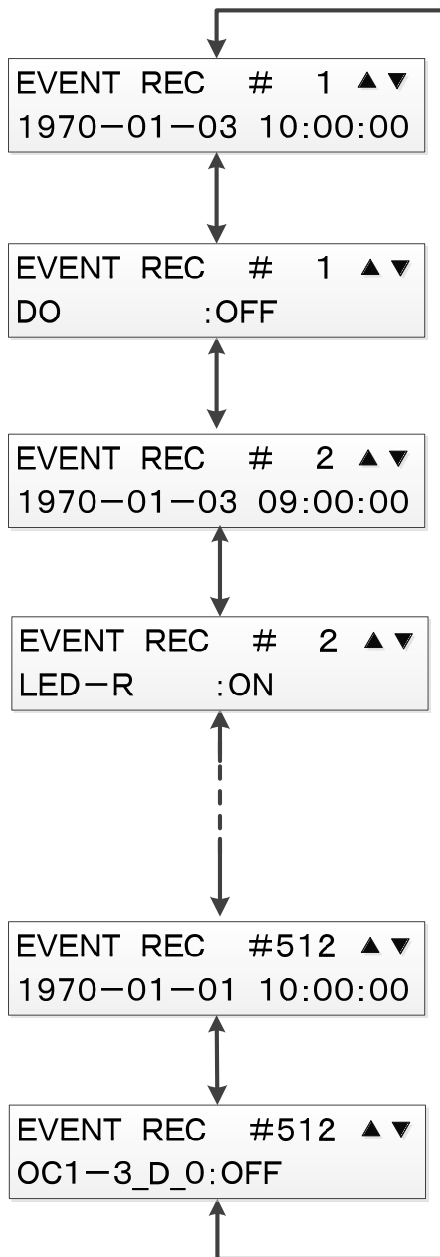 EVENT REC # 1 ▲▼
1970-01-03 10:00:00
EVENT REC # 1 ▲▼
DO :OFF
EVENT REC # 2 ▲▼
1970-01-03 09:00:00
EVENT REC # 2 ▲▼
LED-R :ON
EVENT REC #512 ▲▼
1970-01-01 10:00:00
EVENT REC #512 ▲▼
OC1-3_D_0:OFF